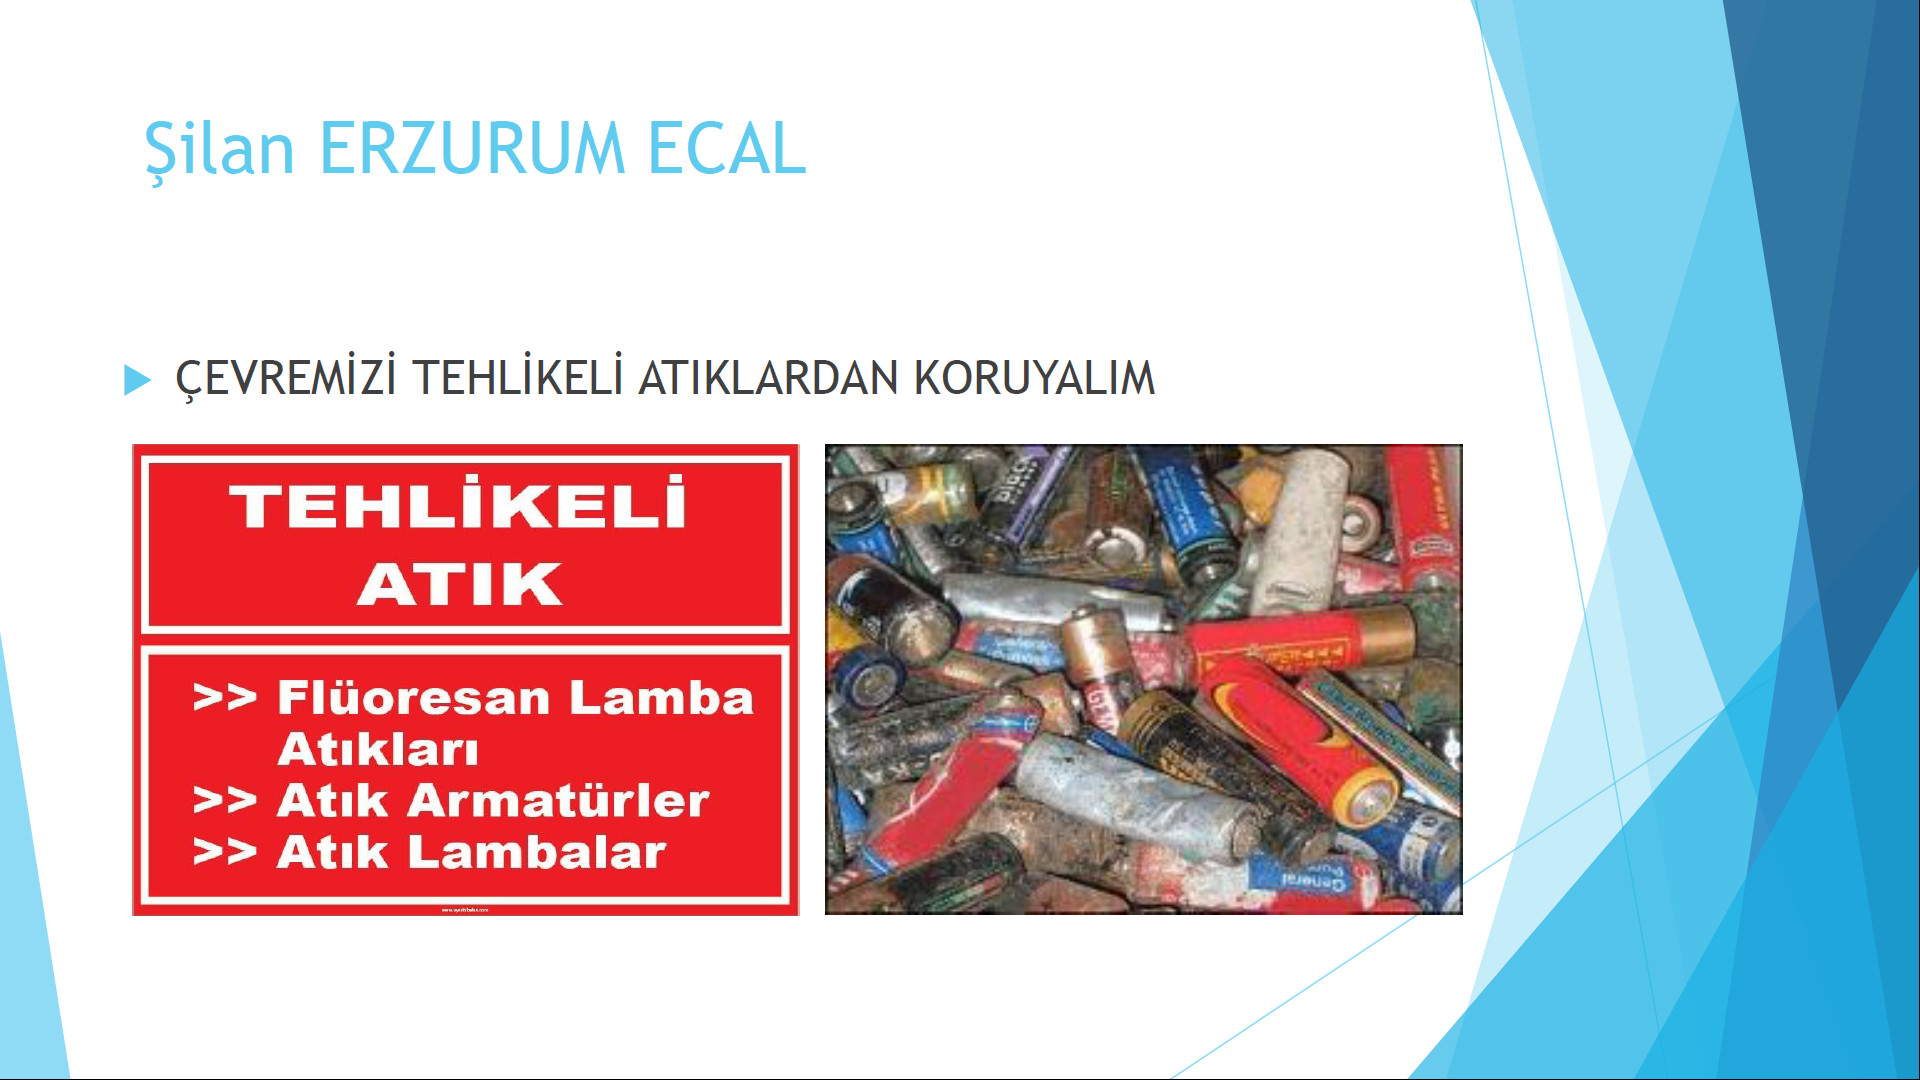 Şilan ERZURUM ECAL
ÇEVREMİZİ TEHLİKELİ ATIKLARDAN KORUYALIM
TEHLİKELİ
ATIK
>> Flüoresan Lamba
Atıkları
>> Atık Armatürler
>> Atık Lambalar
General